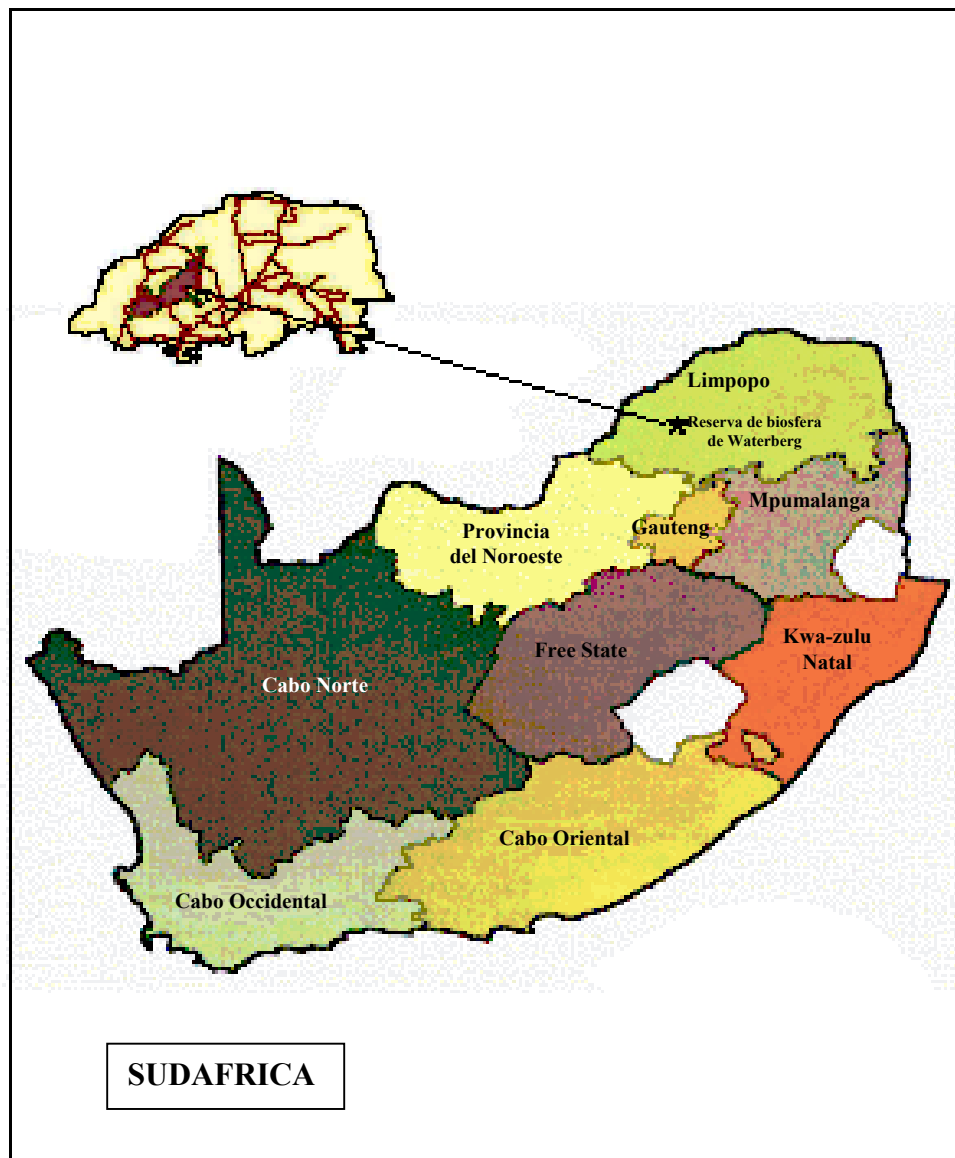 Limpopo
Reserva de biosfera
de Waterberg
Mpumalanga
Gauteng
Provincia
del Noroeste
Kwa-zulu
Natal
Free State
Cabo Norte
Cabo Oriental
Cabo Occidental
SUDAFRICA